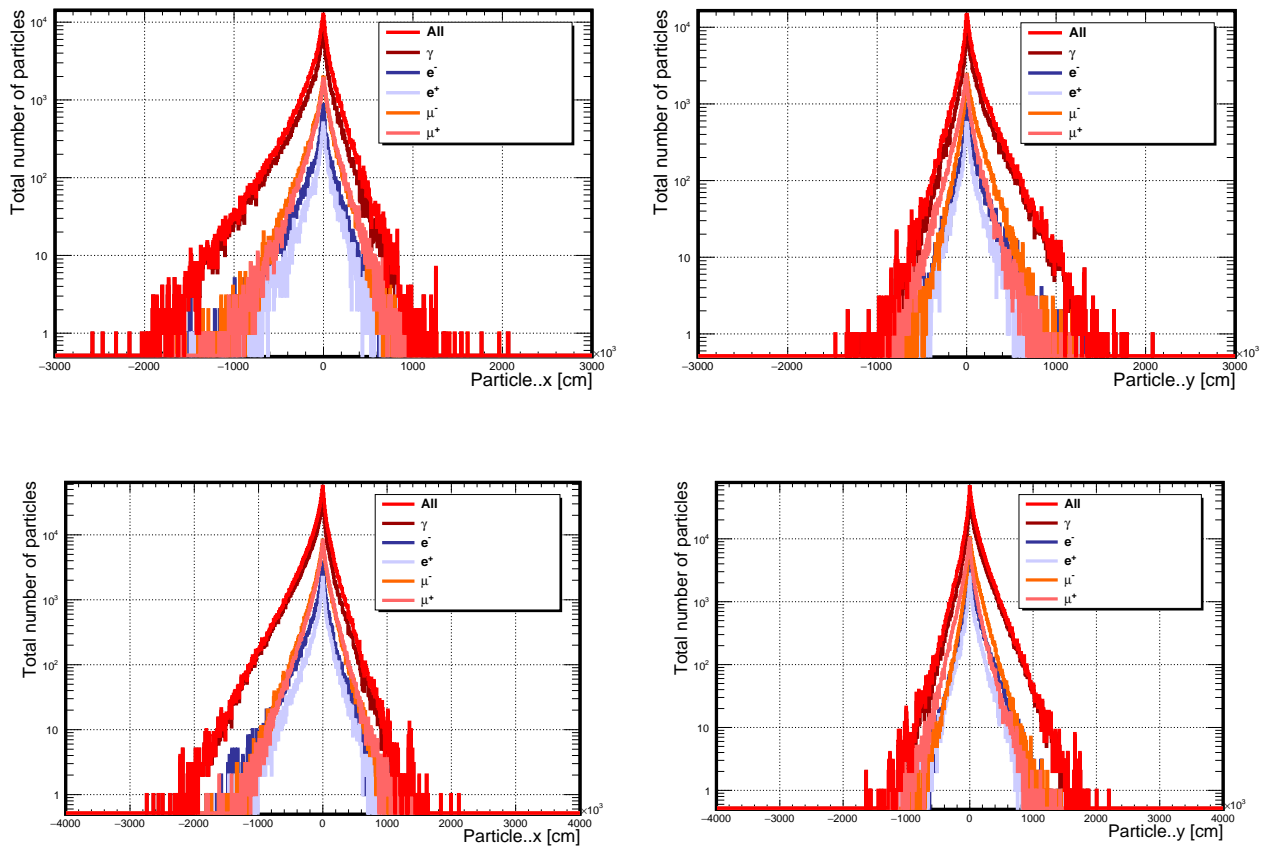 Total number of particles
10⁴
10³
10²
10
1
All
γ
e⁻
e⁺
μ⁻
μ⁺
−3000 −2000 −1000 0 1000 2000 3000
×10³
Particle..x [cm]
Total number of particles
10⁴
10³
10²
10
1
All
γ
e⁻
e⁺
μ⁻
μ⁺
−3000 −2000 −1000 0 1000 2000 3000
×10³
Particle..y [cm]
Total number of particles
10⁴
10³
10²
10
1
All
γ
e⁻
e⁺
μ⁻
μ⁺
−4000 −3000 −2000 −1000 0 1000 2000 3000 4000
×10³
Particle..x [cm]
Total number of particles
10⁴
10³
10²
10
1
All
γ
e⁻
e⁺
μ⁻
μ⁺
−4000 −3000 −2000 −1000 0 1000 2000 3000 4000
×10³
Particle..y [cm]